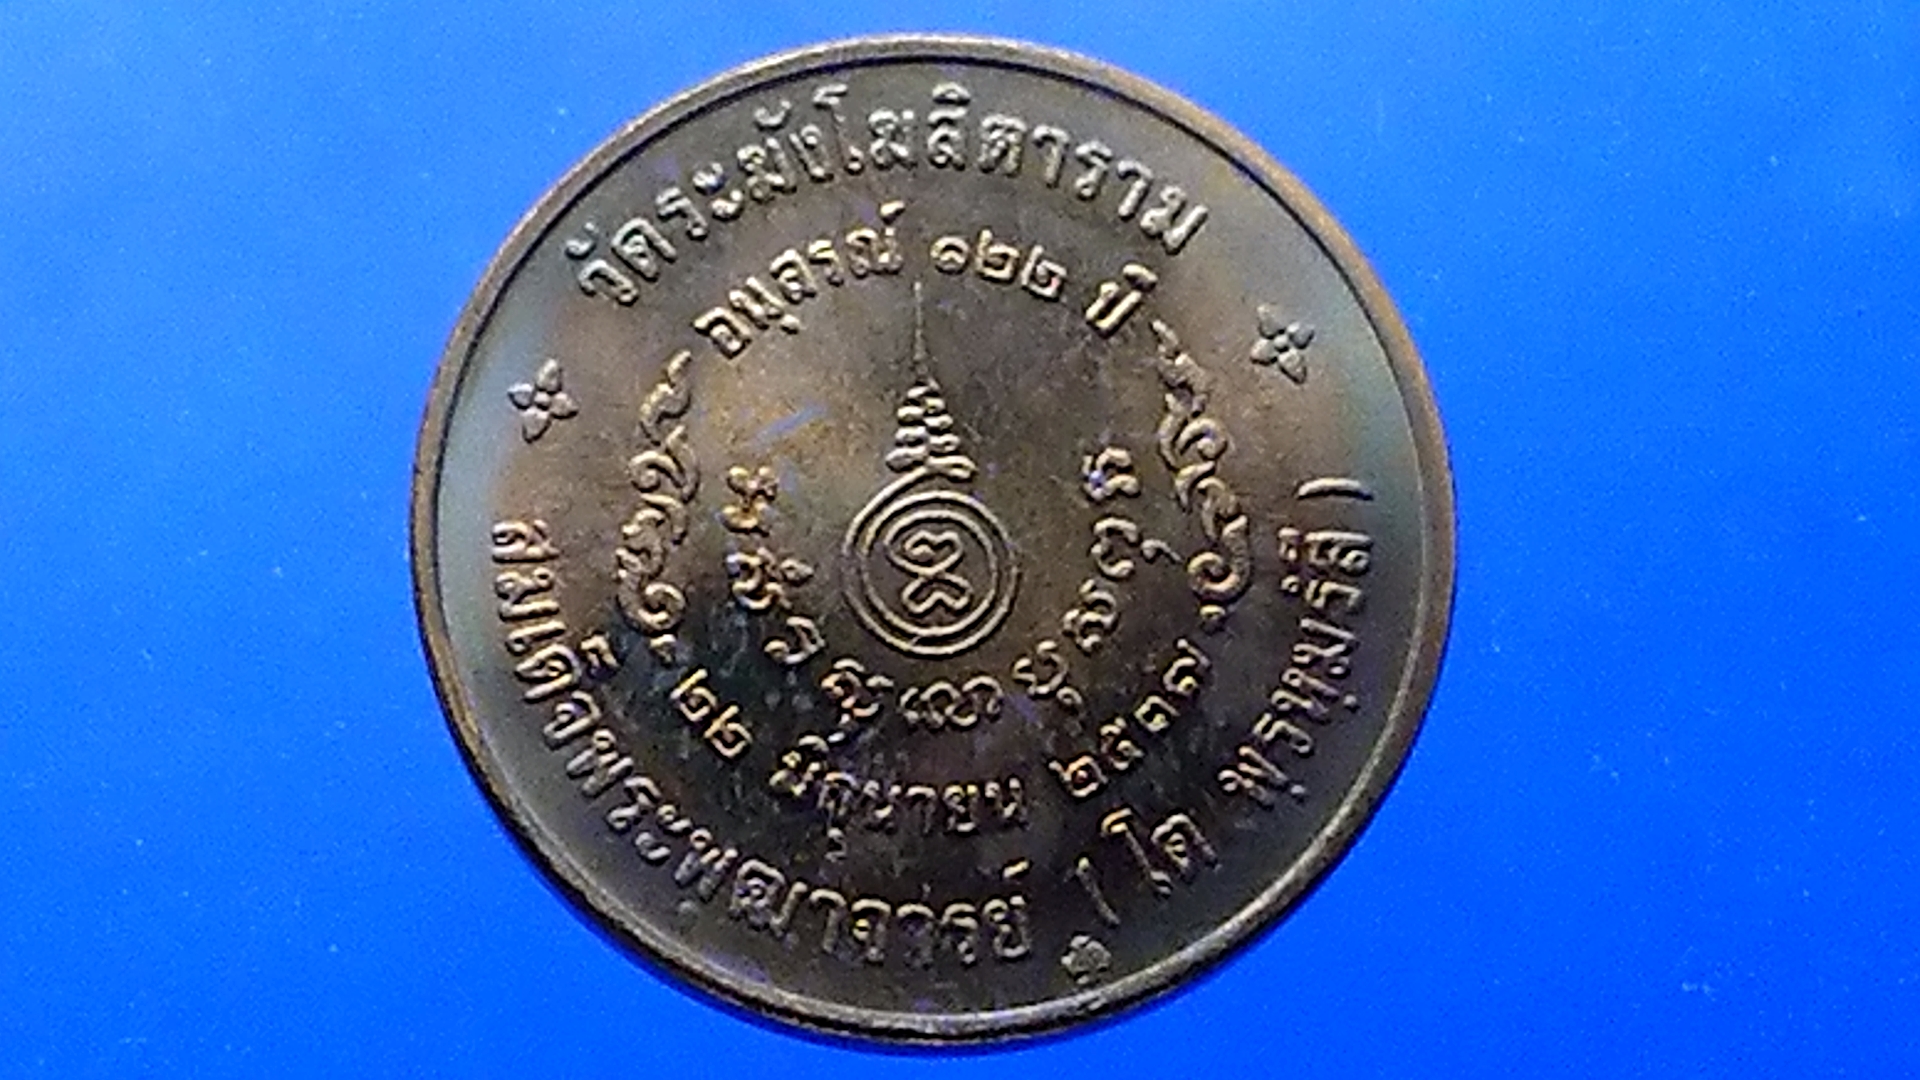 วัดระฆังโฆสิตาราม
อนุสรณ์ ๑๒๒ ปี
๒๒ มิถุนายน ๒๕๓๗
สมเด็จพระพุฒาจารย์ (โต พฺรหฺมรํสี)